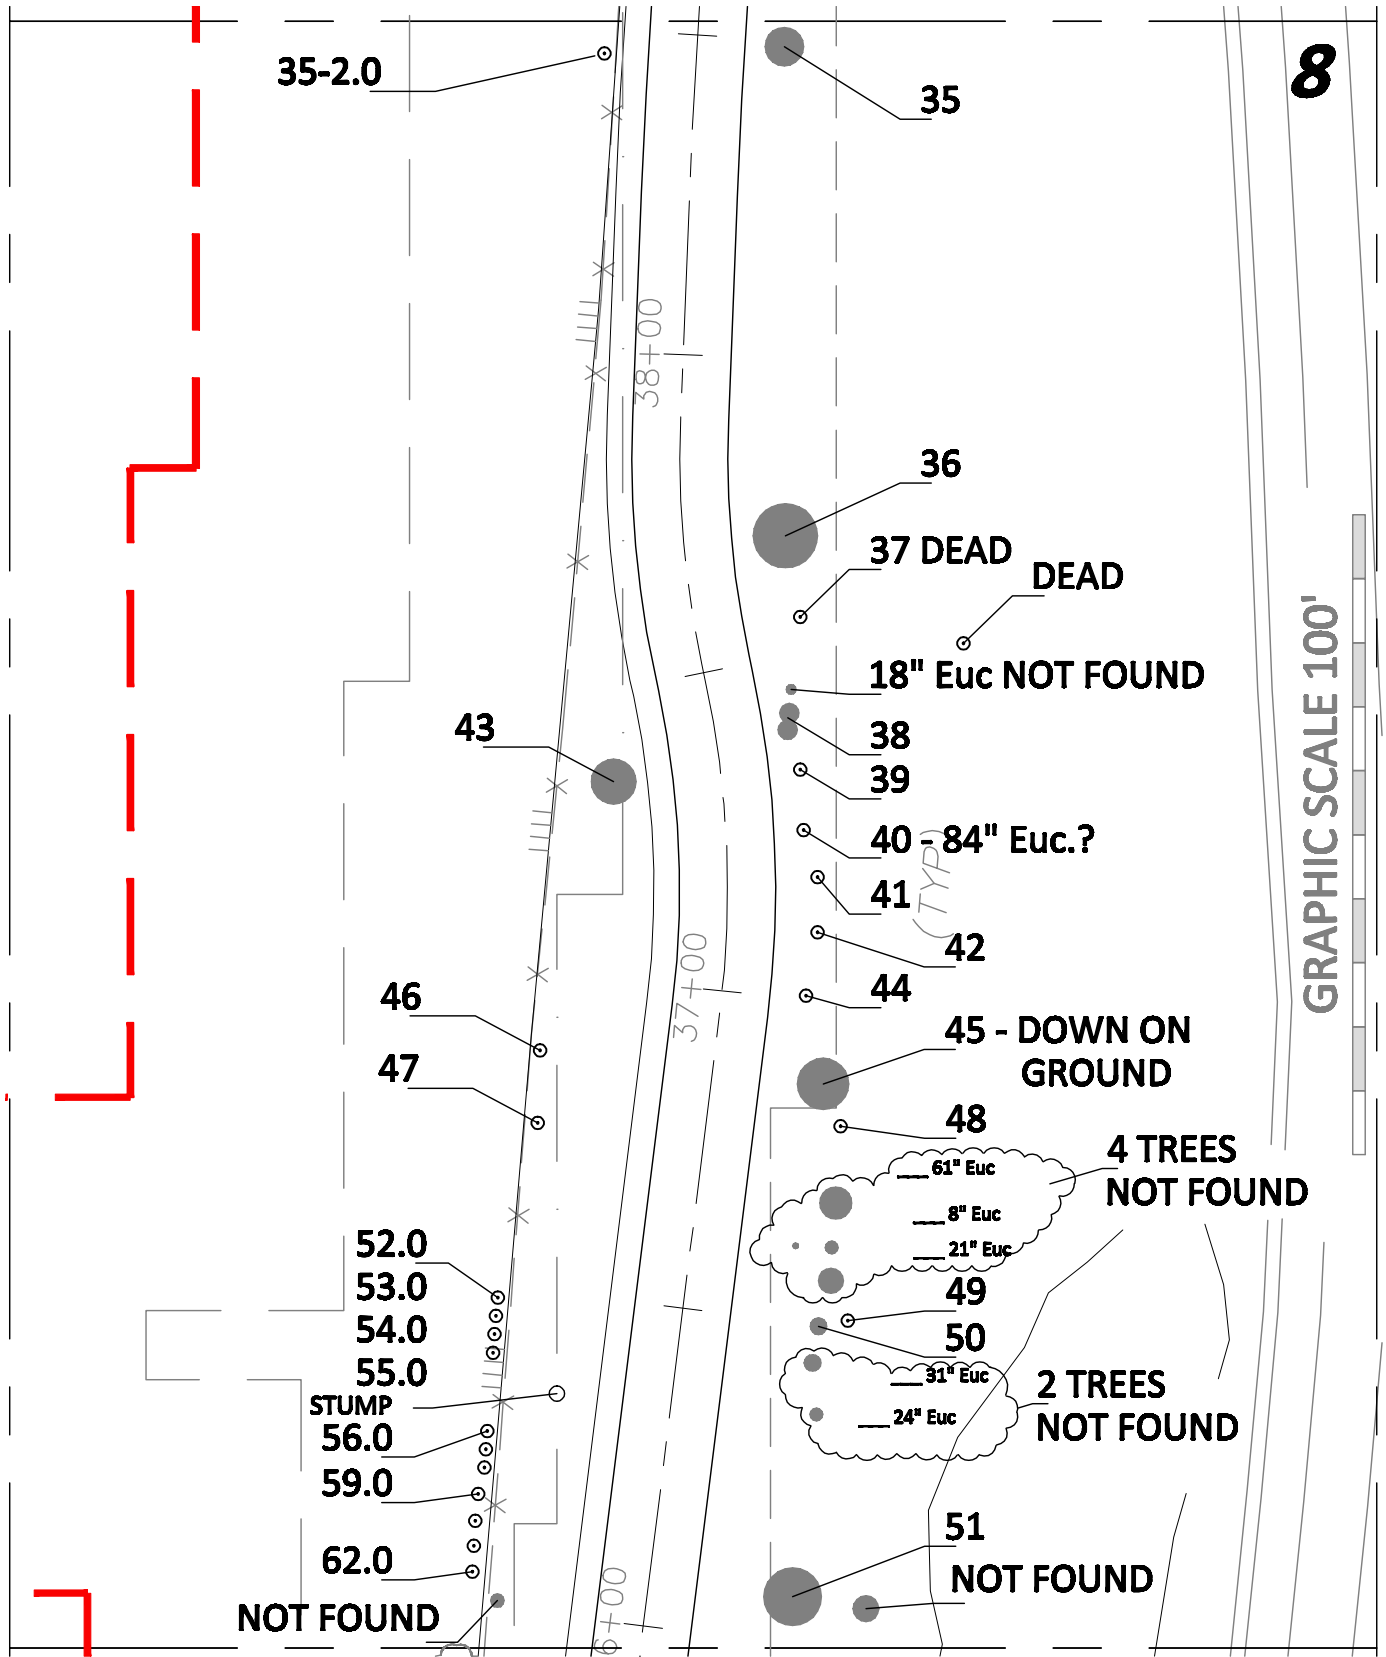 8
35-2.0
35
38+00
36
37 DEAD
DEAD
18" Euc NOT FOUND
43
38
39
40 - 84" Euc.?
41
(TYP)
42
GRAPHIC SCALE 100'
37+00
44
46
45 - DOWN ON
GROUND
47
48
4 TREES
NOT FOUND
61" Euc
8" Euc
21" Euc
52.0
53.0
54.0
55.0
49
50
31" Euc
24" Euc
2 TREES
NOT FOUND
STUMP
56.0
59.0
62.0
NOT FOUND
51
NOT FOUND
6+00